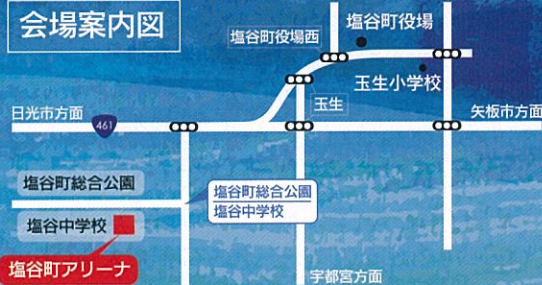 会場案内図
塩谷町役場
塩谷町役場西
玉生小学校
玉生
日光市方面
461
矢板市方面
塩谷町総合公園
塩谷町総合公園
塩谷中学校
塩谷中学校
塩谷町アリーナ
宇都宮方面